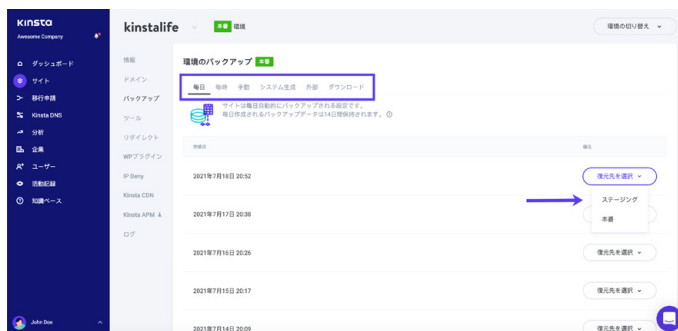 KINSTA
Awesome Company
ダッシュボード
サイト
移行申請
Kinsta DNS
分析
企業
ユーザー
活動記録
知識ベース
John Doe
kinstalife
本番 環境
環境の切り替え
情報
ドメイン
バックアップ
ツール
リダイレクト
WPプラグイン
IP Deny
Kinsta CDN
Kinsta APM
ログ
環境のバックアップ 本番
毎日 毎時 手動 システム生成 外部 ダウンロード
サイトは毎日自動的にバックアップされる設定です。
毎日作成されるバックアップデータは14日間保持されます。
復元
2021年7月18日 20:52 復元先を選択
ステージング
本番
2021年7月17日 20:38
2021年7月16日 20:26 復元先を選択
2021年7月15日 20:17 復元先を選択
2021年7月14日 20:09 復元先を選択